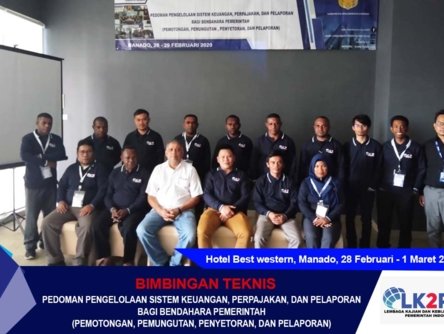 PEDOMAN PENGELOLAAN SISTEM KEUANGAN, PERPAJAKAN, DAN PELAPORAN
BAGI BENDAHARA PEMERINTAH
(PEMOTONGAN, PEMUNGUTAN, PENYETORAN, DAN PELAPORAN)
MANADO, 28 - 29 FEBRUARI 2020
Hotel Best western, Manado, 28 Februari - 1 Maret 2
BIMBINGAN TEKNIS
PEDOMAN PENGELOLAAN SISTEM KEUANGAN, PERPAJAKAN, DAN PELAPORAN
BAGI BENDAHARA PEMERINTAH
(PEMOTONGAN, PEMUNGUTAN, PENYETORAN, DAN PELAPORAN)
LK2P
LEMBAGA KAJIAN DAN
PEMERINTAH INDO